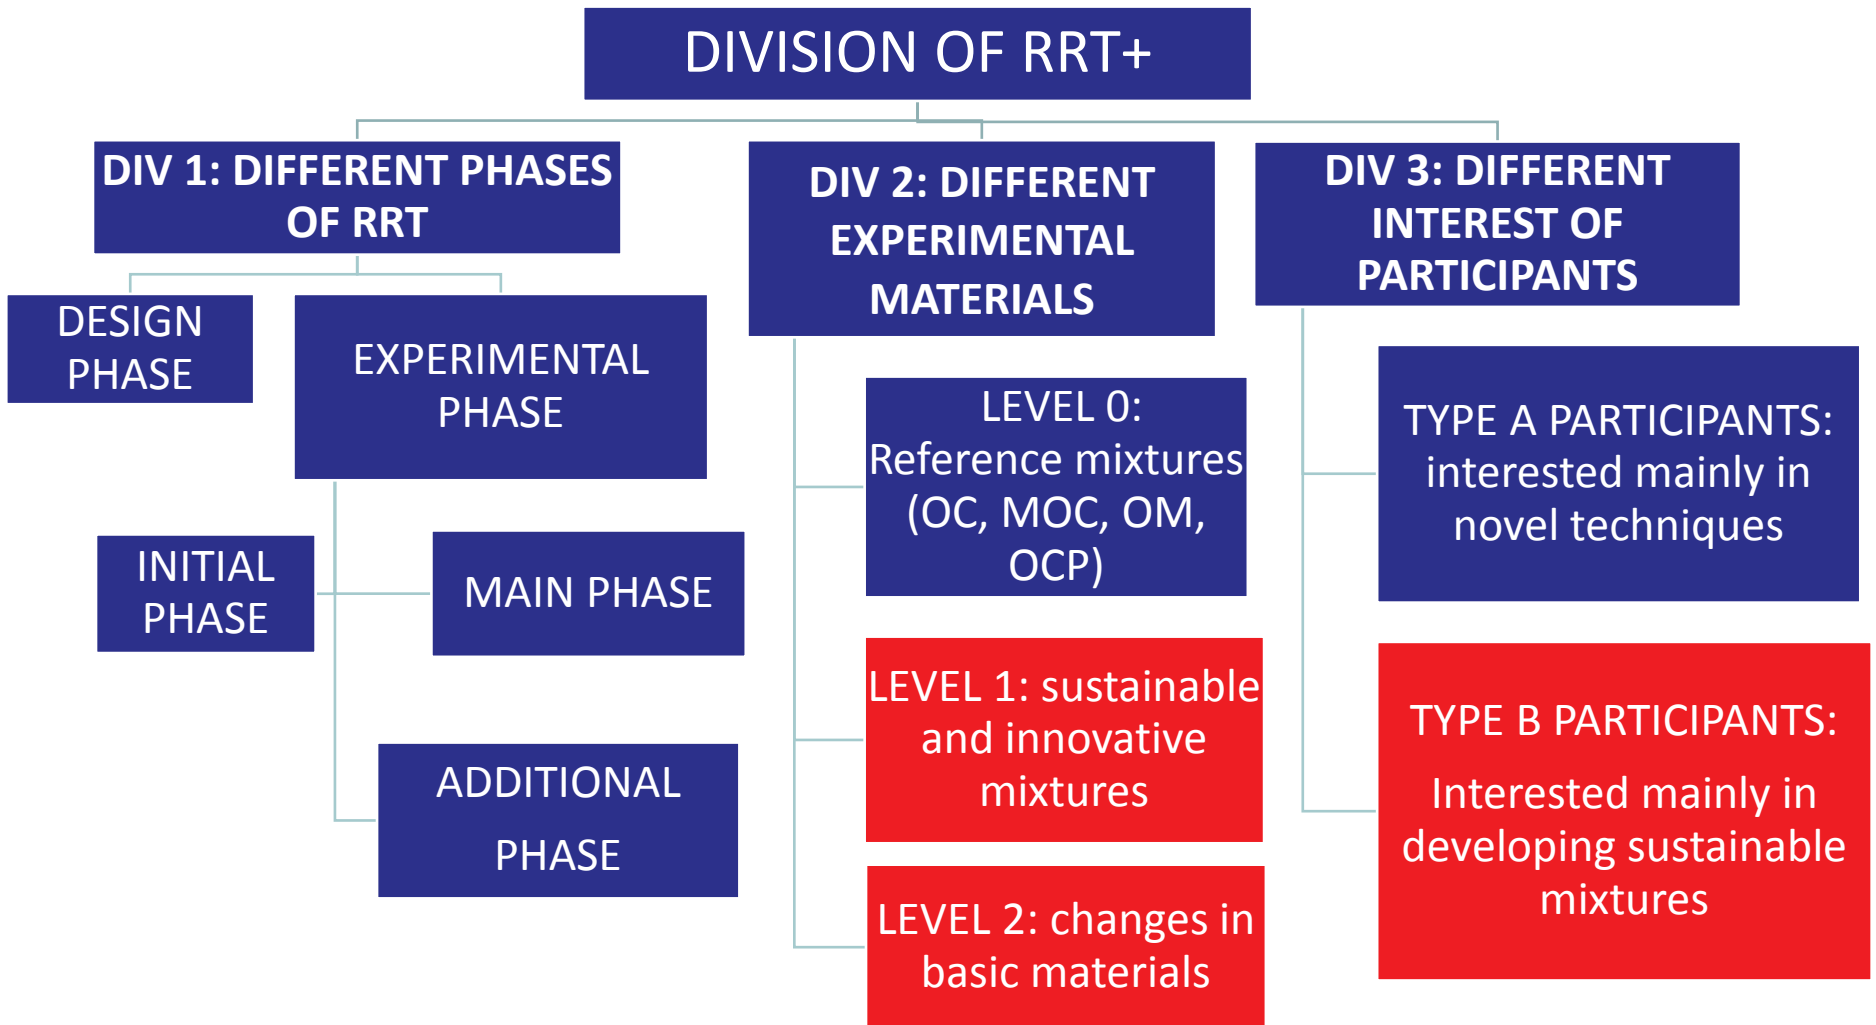 DIVISION OF RRT+
DIV 1: DIFFERENT PHASES
OF RRT
DESIGN
PHASE
EXPERIMENTAL
PHASE
INITIAL
PHASE
MAIN PHASE
ADDITIONAL
PHASE
DIV 2: DIFFERENT
EXPERIMENTAL
MATERIALS
LEVEL 0:
Reference mixtures
(OC, MOC, OM,
OCP)
LEVEL 1: sustainable
and innovative
mixtures
LEVEL 2: changes in
basic materials
DIV 3: DIFFERENT
INTEREST OF
PARTICIPANTS
TYPE A PARTICIPANTS:
interested mainly in
novel techniques
TYPE B PARTICIPANTS:
Interested mainly in
developing sustainable
mixtures